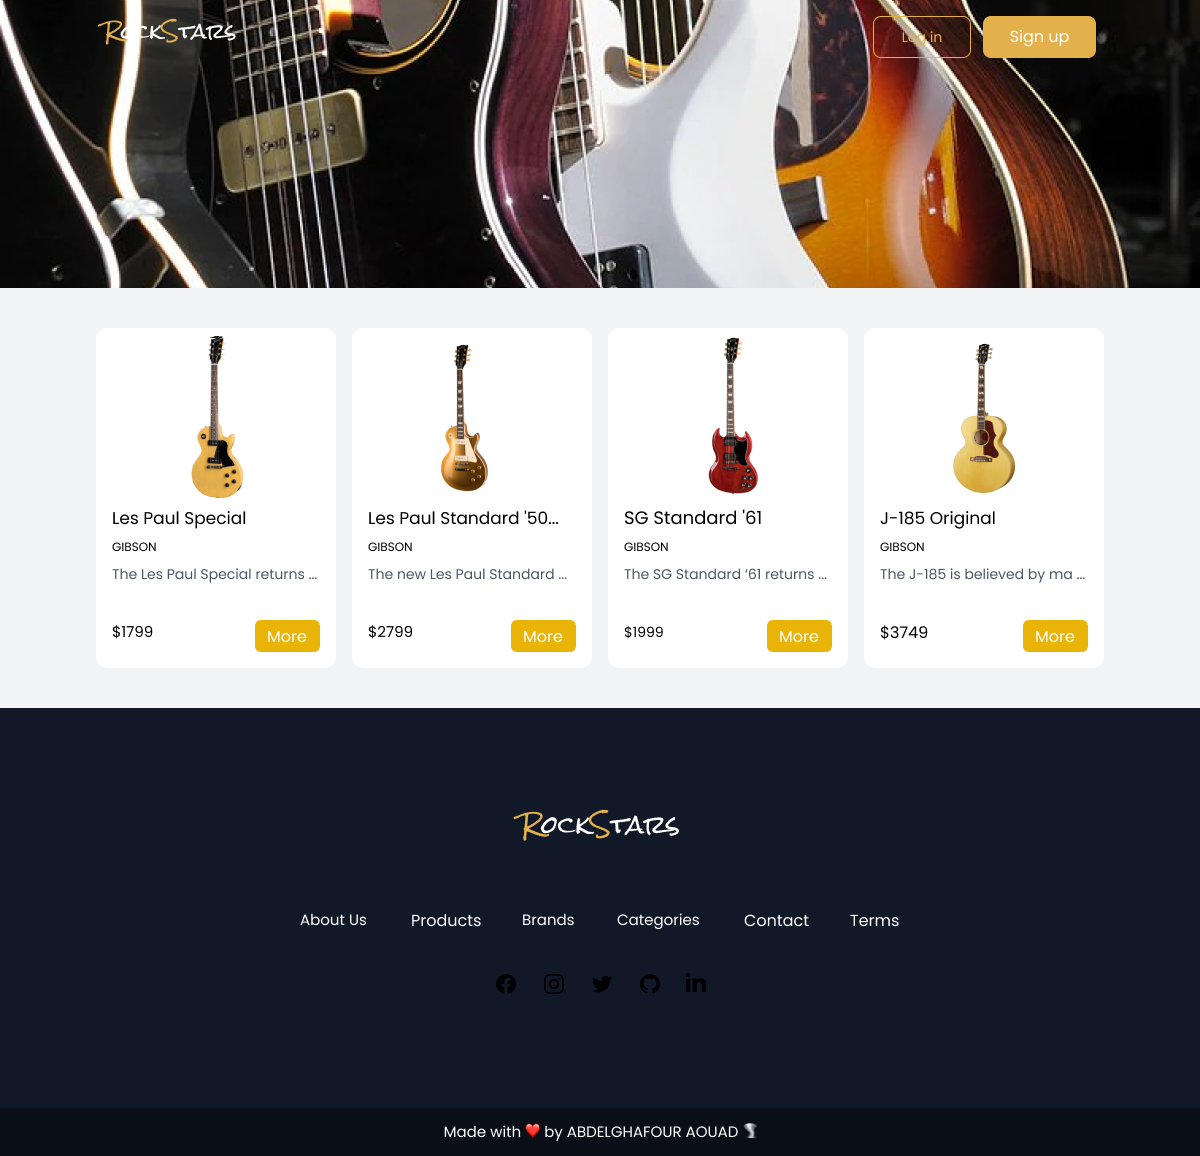 RockStars
Log in
Sign up
Les Paul Special
GIBSON
The Les Paul Special returns ...
$1799
More
Les Paul Standard '50...
GIBSON
The new Les Paul Standard ...
$2799
More
SG Standard '61
GIBSON
The SG Standard ‘61 returns ...
$1999
More
J-185 Original
GIBSON
The J-185 is believed by ma ...
$3749
More
RockStars
About Us
Products
Brands
Categories
Contact
Terms
Made with ❤️ by ABDELGHAFOUR AOUAD 🌪️